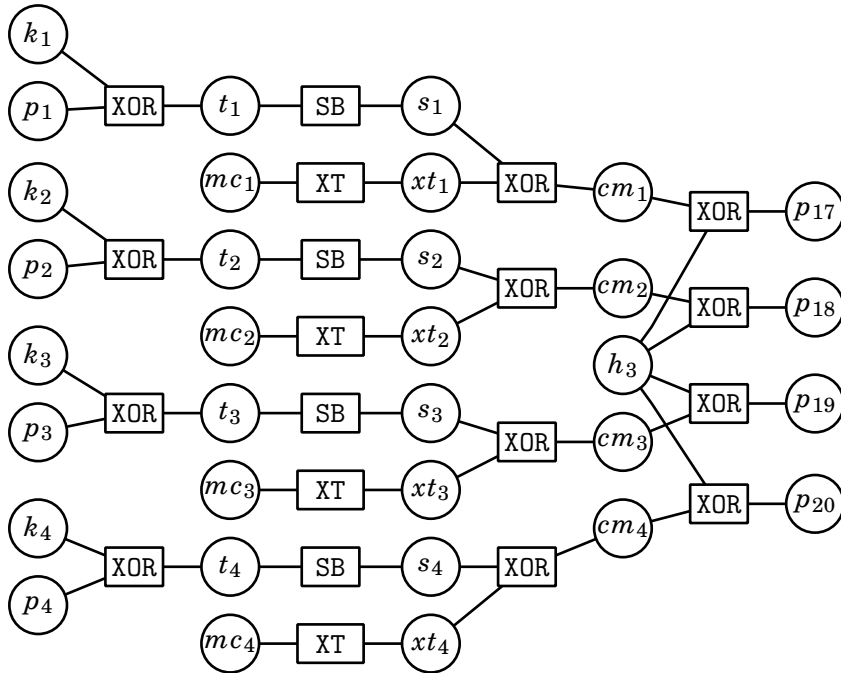 k₁
p₁ XOR t₁ SB s₁
mc₁ XT xt₁ XOR cm₁ XOR p₁₇
k₂
p₂ XOR t₂ SB s₂
mc₂ XT xt₂ XOR cm₂ XOR p₁₈
h₃
k₃
p₃ XOR t₃ SB s₃
mc₃ XT xt₃ XOR cm₃ XOR p₁₉
k₄
p₄ XOR t₄ SB s₄
mc₄ XT xt₄ XOR cm₄ XOR p₂₀